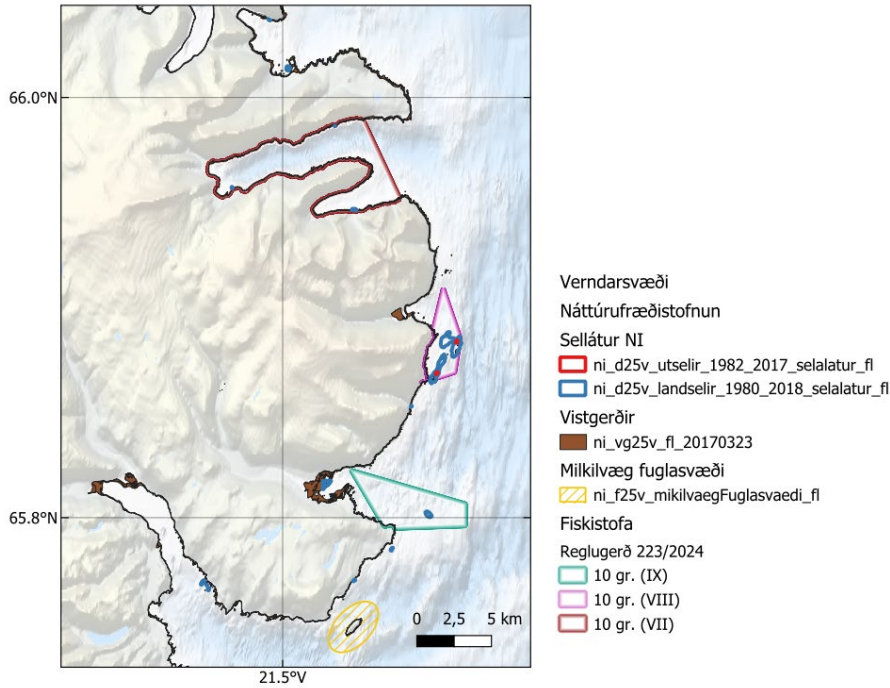 66.0°N
65.8°N
21.5°V
0 2,5 5 km
Verndarsvæði
Náttúrufræðistofnun
Sellátur NI
ni_d25v_utselir_1982_2017_selalatur_fl
ni_d25v_landselir_1980_2018_selalatur_fl
Vistgerðir
ni_vg25v_fl_20170323
Milkilvæg fuglasvæði
ni_f25v_mikilvaegFuglasvaedi_fl
Fiskistofa
Reglugerð 223/2024
10 gr. (IX)
10 gr. (VIII)
10 gr. (VII)